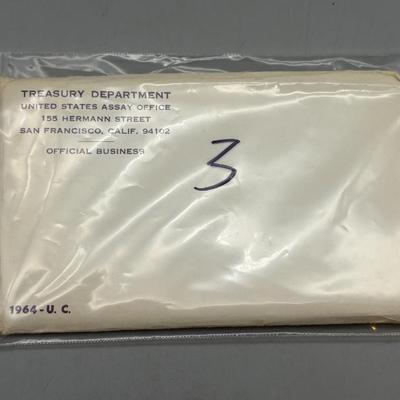 TREASURY DEPARTMENT
UNITED STATES ASSAY OFFICE
155 HERMANN STREET
SAN FRANCISCO, CALIF. 94102
OFFICIAL BUSINESS
3
1964-U. C.